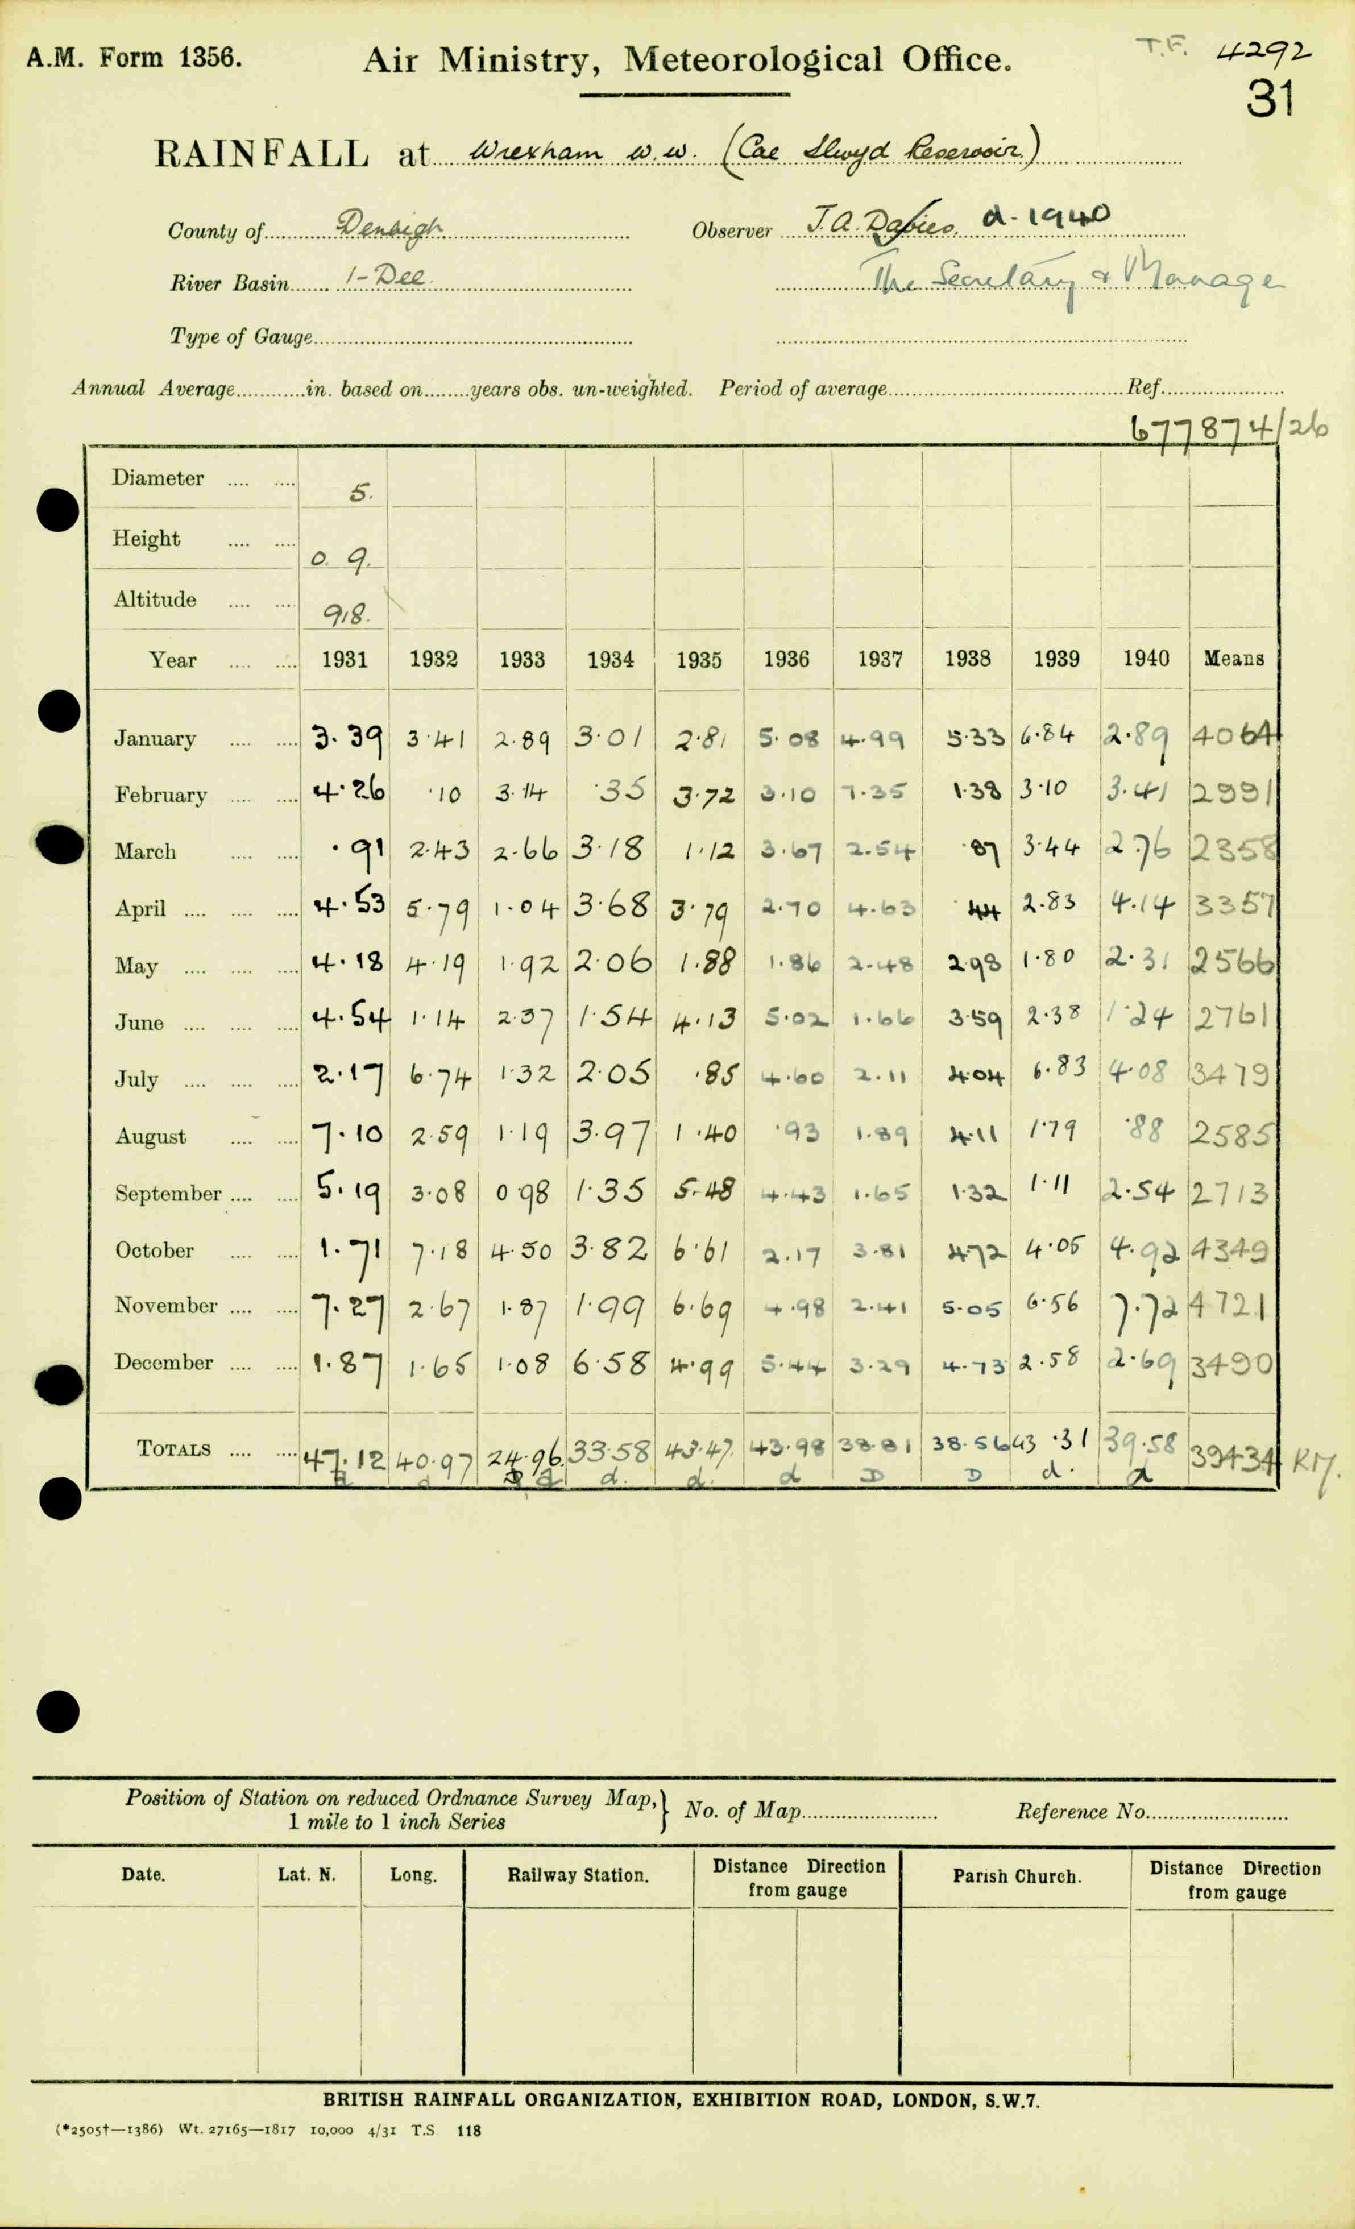 A.M. Form 1356.
Air Ministry, Meteorological Office.
T.F. 4292
31
RAINFALL at Wrexham W.W. (Cae Llwyd Reservoir)
County of Denbigh Observer J.A. Davies d-1940
River Basin 1-Dee The Secretary & Manager
Type of Gauge
Annual Average in. based on years obs. un-weighted. Period of average Ref.
677874/26
Diameter 5.
Height 0. 9.
Altitude 918.
Year 1931 1932 1933 1934 1935 1936 1937 1938 1939 1940 Means
January 3.39 3.41 2.89 3.01 2.81 5.08 4.99 5.33 6.84 2.89 4064
February 4.26 .10 3.14 .35 3.72 3.10 7.35 1.38 3.10 3.41 2991
March .91 2.43 2.66 3.18 1.12 3.67 2.54 .87 3.44 2.76 2358
April 4.53 5.79 1.04 3.68 3.79 2.70 4.63 .44 2.83 4.14 3357
May 4.18 4.19 1.92 2.06 1.88 1.86 2.48 2.98 1.80 2.31 2566
June 4.54 1.14 2.37 1.54 4.13 5.02 1.66 3.59 2.38 1.24 2761
July 2.17 6.74 1.32 2.05 .85 4.60 2.11 4.04 6.83 4.08 3479
August 7.10 2.59 1.19 3.97 1.40 .93 1.89 4.11 1.79 .88 2585
September 5.19 3.08 0.98 1.35 5.48 4.43 1.65 1.32 1.11 2.54 2713
October 1.71 7.18 4.50 3.82 6.61 2.17 3.81 4.72 4.05 4.92 4349
November 7.27 2.67 1.87 1.99 6.69 4.98 2.41 5.05 6.56 7.72 4721
December 1.87 1.65 1.08 6.58 4.99 5.44 3.29 4.73 2.58 2.69 3490
TOTALS 47.12 40.97 24.96 33.58 43.47 43.98 38.81 38.56 43.31 39.58 39434 RM.
d d d. d. d D D d. d
Position of Station on reduced Ordnance Survey Map,} No. of Map Reference No.
1 mile to 1 inch Series
Date. Lat. N. Long. Railway Station. Distance Direction from gauge Parish Church. Distance Direction from gauge
BRITISH RAINFALL ORGANIZATION, EXHIBITION ROAD, LONDON, S.W.7.
(*2505†—1386) Wt. 27165—1817 10,000 4/31 T.S 118